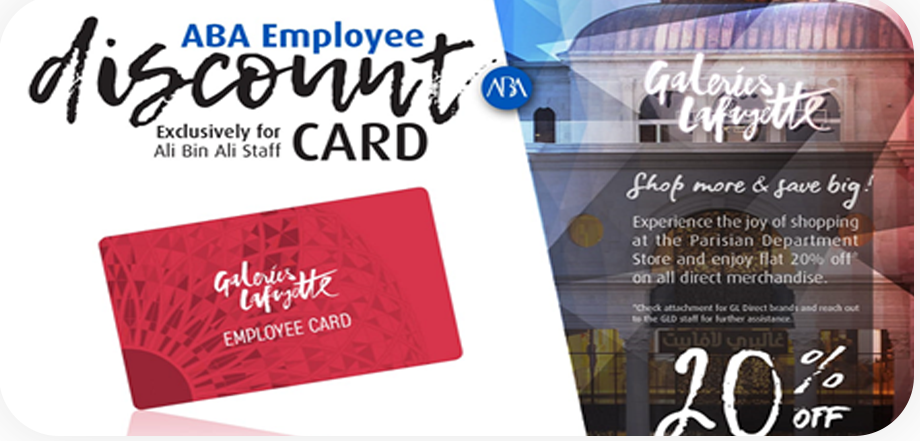 ABA Employee
discount
Exclusively for
Ali Bin Ali Staff
CARD
ABA
Galeries
Lafayette
EMPLOYEE CARD
Galeries
Lafayette
Shop more & save big!
Experience the joy of shopping
at the Parisian Department
Store and enjoy flat 20% off*
on all direct merchandise.
*Check attachment for GL Direct brands and reach out
to the GLD staff for further assistance.
غاليري لافاييت
20%
OFF